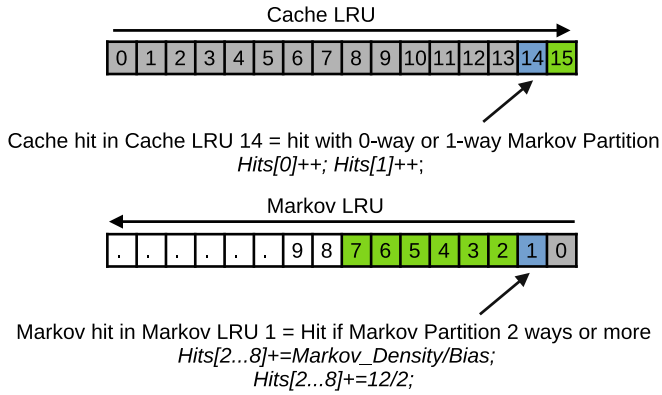 Cache LRU
0 1 2 3 4 5 6 7 8 9 10 11 12 13 14 15
Cache hit in Cache LRU 14 = hit with 0-way or 1-way Markov Partition
Hits[0]++; Hits[1]++;
Markov LRU
. . . . . . 9 8 7 6 5 4 3 2 1 0
Markov hit in Markov LRU 1 = Hit if Markov Partition 2 ways or more
Hits[2...8]+=Markov_Density/Bias;
Hits[2...8]+=12/2;